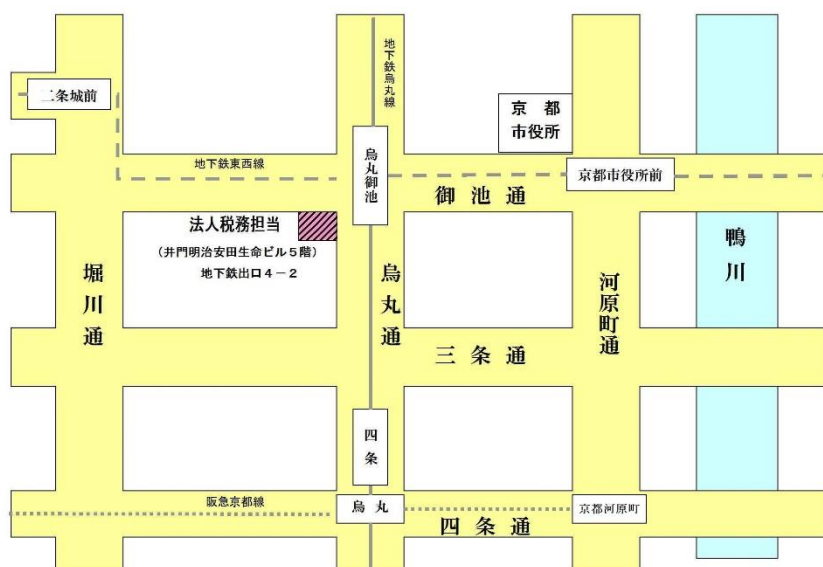 地下鉄烏丸線
二条城前
京都
市役所
地下鉄東西線
烏丸御池
京都市役所前
御池通
法人税務担当
（井門明治安田生命ビル５階）
地下鉄出口４－２
堀川通
烏丸通
河原町通
鴨川
三条通
四条
阪急京都線
烏丸
京都河原町
四条通